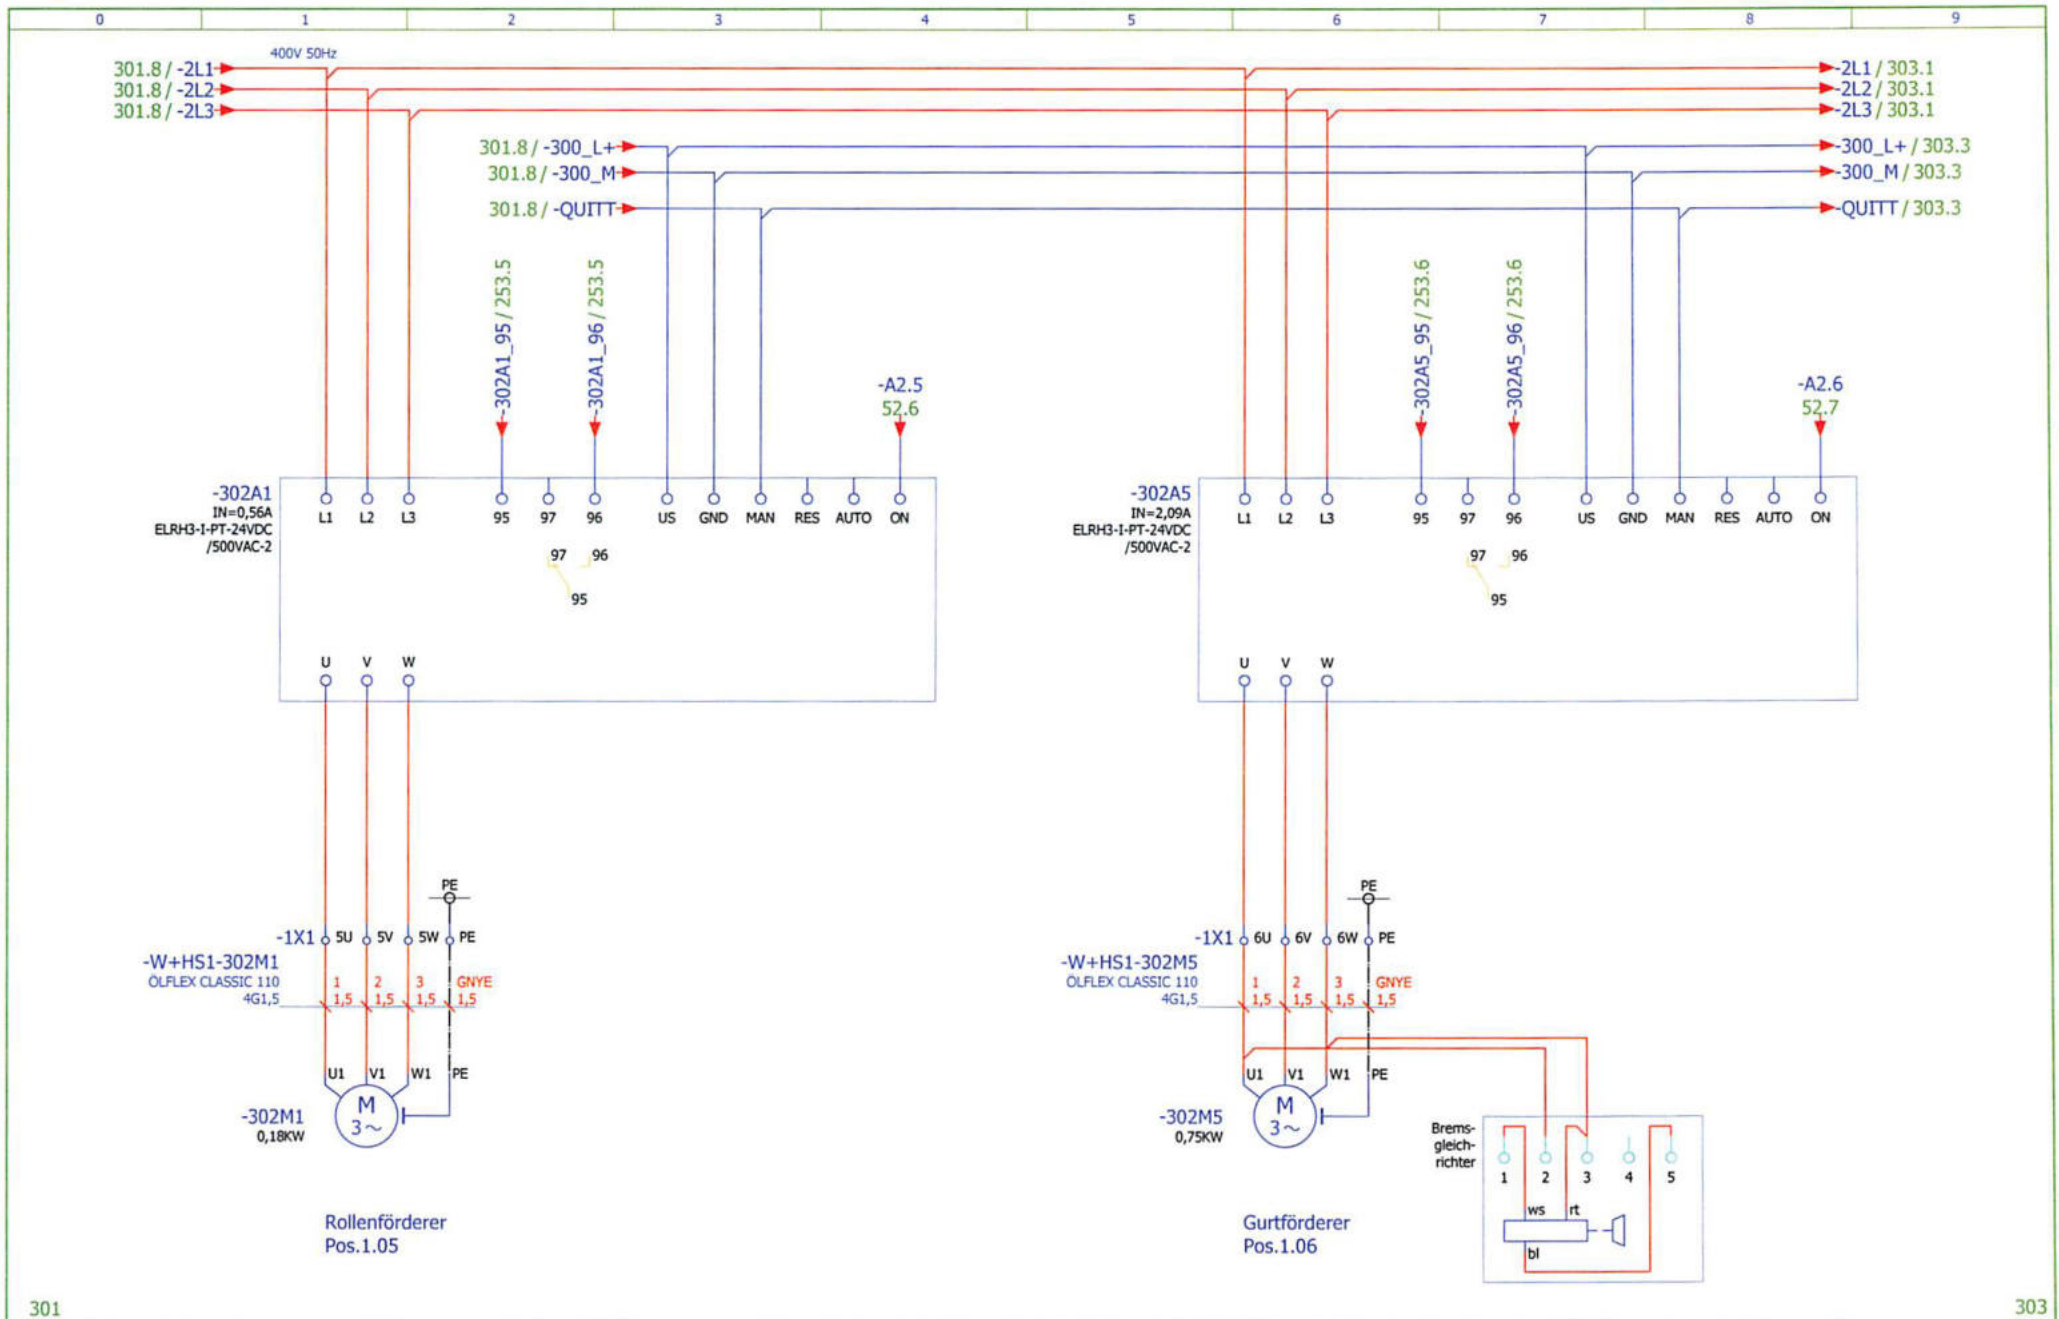 0 1 2 3 4 5 6 7 8 9
400V 50Hz
301.8 / -2L1 -2L1 / 303.1
301.8 / -2L2 -2L2 / 303.1
301.8 / -2L3 -2L3 / 303.1
301.8 / -300_L+ -300_L+ / 303.3
301.8 / -300_M -300_M / 303.3
301.8 / -QUITT -QUITT / 303.3
-302A1_95 / 253.5
-302A1_96 / 253.5
-A2.5
52.6
-302A5_95 / 253.6
-302A5_96 / 253.6
-A2.6
52.7
-302A1
IN=0,56A
ELRH3-I-PT-24VDC
/500VAC-2
L1 L2 L3 95 97 96 US GND MAN RES AUTO ON
97 96
95
U V W
-302A5
IN=2,09A
ELRH3-I-PT-24VDC
/500VAC-2
L1 L2 L3 95 97 96 US GND MAN RES AUTO ON
97 96
95
U V W
PE
-1X1 5U 5V 5W PE
-W+HS1-302M1
ÖLFLEX CLASSIC 110
4G1,5
1 2 3 GNYE
1,5 1,5 1,5 1,5
U1 V1 W1 PE
M
3~
-302M1
0,18KW
Rollenförderer
Pos.1.05
PE
-1X1 6U 6V 6W PE
-W+HS1-302M5
ÖLFLEX CLASSIC 110
4G1,5
1 2 3 GNYE
1,5 1,5 1,5 1,5
U1 V1 W1 PE
M
3~
-302M5
0,75KW
Brems-
gleich-
richter
1 2 3 4 5
ws rt
bl
Gurtförderer
Pos.1.06
301 303